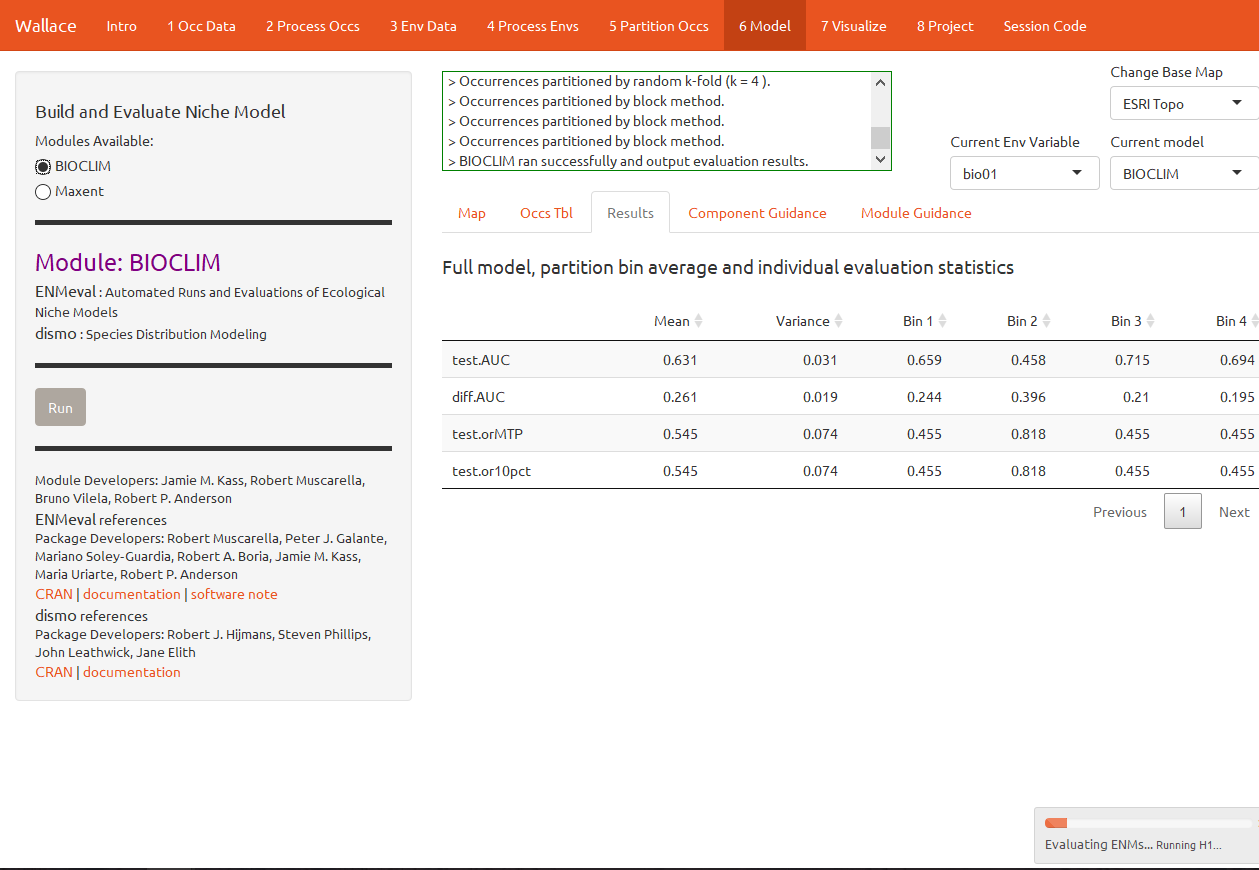 Wallace Intro 1 Occ Data 2 Process Occs 3 Env Data 4 Process Envs 5 Partition Occs 6 Model 7 Visualize 8 Project Session Code
Build and Evaluate Niche Model
Modules Available:
BIOCLIM
Maxent
Module: BIOCLIM
ENMeval : Automated Runs and Evaluations of Ecological
Niche Models
dismo : Species Distribution Modeling
Run
Module Developers: Jamie M. Kass, Robert Muscarella,
Bruno Vilela, Robert P. Anderson
ENMeval references
Package Developers: Robert Muscarella, Peter J. Galante,
Mariano Soley-Guardia, Robert A. Boria, Jamie M. Kass,
Maria Uriarte, Robert P. Anderson
CRAN | documentation | software note
dismo references
Package Developers: Robert J. Hijmans, Steven Phillips,
John Leathwick, Jane Elith
CRAN | documentation
> Occurrences partitioned by random k-fold (k = 4 ).
> Occurrences partitioned by block method.
> Occurrences partitioned by block method.
> Occurrences partitioned by block method.
> BIOCLIM ran successfully and output evaluation results.
Change Base Map
ESRI Topo
Current Env Variable
bio01
Current model
BIOCLIM
Map Occs Tbl Results Component Guidance Module Guidance
Full model, partition bin average and individual evaluation statistics
Mean Variance Bin 1 Bin 2 Bin 3 Bin 4
test.AUC 0.631 0.031 0.659 0.458 0.715 0.694
diff.AUC 0.261 0.019 0.244 0.396 0.21 0.195
test.orMTP 0.545 0.074 0.455 0.818 0.455 0.455
test.or10pct 0.545 0.074 0.455 0.818 0.455 0.455
Previous 1 Next
Evaluating ENMs... Running H1...